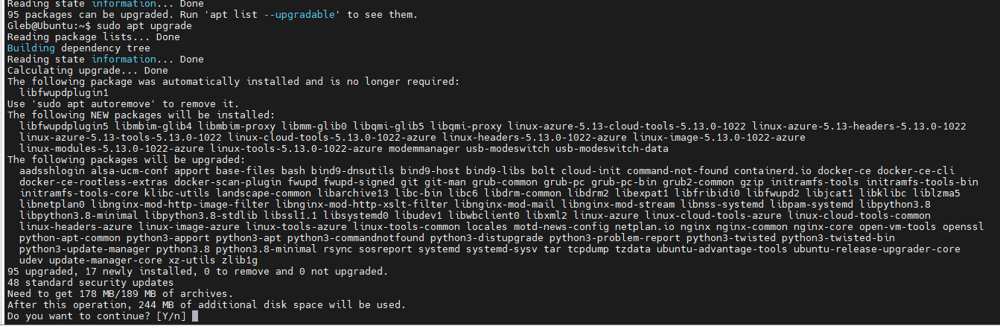 Reading state information... Done
95 packages can be upgraded. Run 'apt list --upgradable' to see them.
Gleb@Ubuntu:~$ sudo apt upgrade
Reading package lists... Done
Building dependency tree
Reading state information... Done
Calculating upgrade... Done
The following package was automatically installed and is no longer required:
  libfwupdplugin1
Use 'sudo apt autoremove' to remove it.
The following NEW packages will be installed:
  libfwupdplugin5 libmbim-glib4 libmbim-proxy libmm-glib0 libqmi-glib5 libqmi-proxy linux-azure-5.13-cloud-tools-5.13.0-1022 linux-azure-5.13-headers-5.13.0-1022
  linux-azure-5.13-tools-5.13.0-1022 linux-cloud-tools-5.13.0-1022-azure linux-headers-5.13.0-1022-azure linux-image-5.13.0-1022-azure
  linux-modules-5.13.0-1022-azure linux-tools-5.13.0-1022-azure modemmanager usb-modeswitch usb-modeswitch-data
The following packages will be upgraded:
  aadsshlogin alsa-ucm-conf apport base-files bash bind9-dnsutils bind9-host bind9-libs bolt cloud-init command-not-found containerd.io docker-ce docker-ce-cli
  docker-ce-rootless-extras docker-scan-plugin fwupd fwupd-signed git git-man grub-common grub-pc grub-pc-bin grub2-common gzip initramfs-tools initramfs-tools-bin
  initramfs-tools-core klibc-utils landscape-common libarchive13 libc-bin libc6 libdrm-common libdrm2 libexpat1 libfribidi0 libfwupd2 libjcat1 libklibc liblzma5
  libnetplan0 libnginx-mod-http-image-filter libnginx-mod-http-xslt-filter libnginx-mod-mail libnginx-mod-stream libnss-systemd libpam-systemd libpython3.8
  libpython3.8-minimal libpython3.8-stdlib libssl1.1 libsystemd0 libudev1 libwbclient0 libxml2 linux-azure linux-cloud-tools-azure linux-cloud-tools-common
  linux-headers-azure linux-image-azure linux-tools-azure linux-tools-common locales motd-news-config netplan.io nginx nginx-common nginx-core open-vm-tools openssl
  python-apt-common python3-apport python3-apt python3-commandnotfound python3-distupgrade python3-problem-report python3-twisted python3-twisted-bin
  python3-update-manager python3.8 python3.8-minimal rsync sosreport systemd systemd-sysv tar tcpdump tzdata ubuntu-advantage-tools ubuntu-release-upgrader-core
  udev update-manager-core xz-utils zlib1g
95 upgraded, 17 newly installed, 0 to remove and 0 not upgraded.
48 standard security updates
Need to get 178 MB/189 MB of archives.
After this operation, 244 MB of additional disk space will be used.
Do you want to continue? [Y/n]